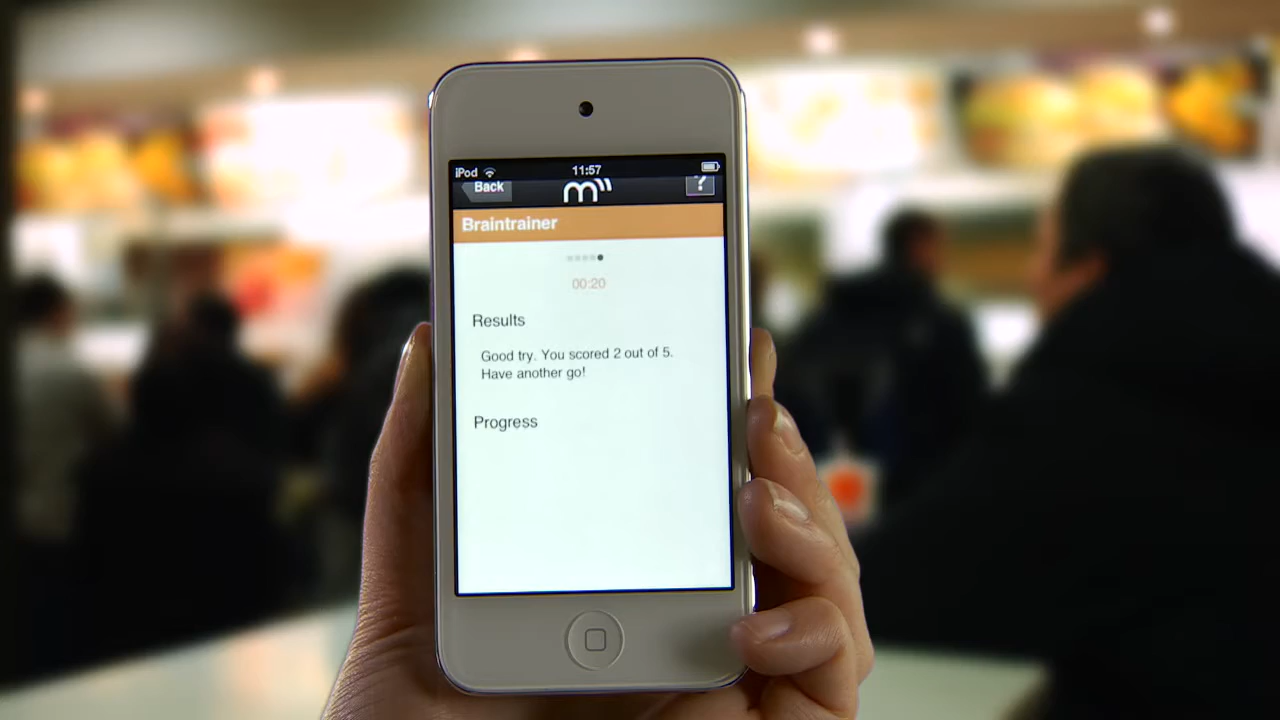 iPod 11:57
Back m ?
Braintrainer
00:20
Results
Good try. You scored 2 out of 5.
Have another go!
Progress